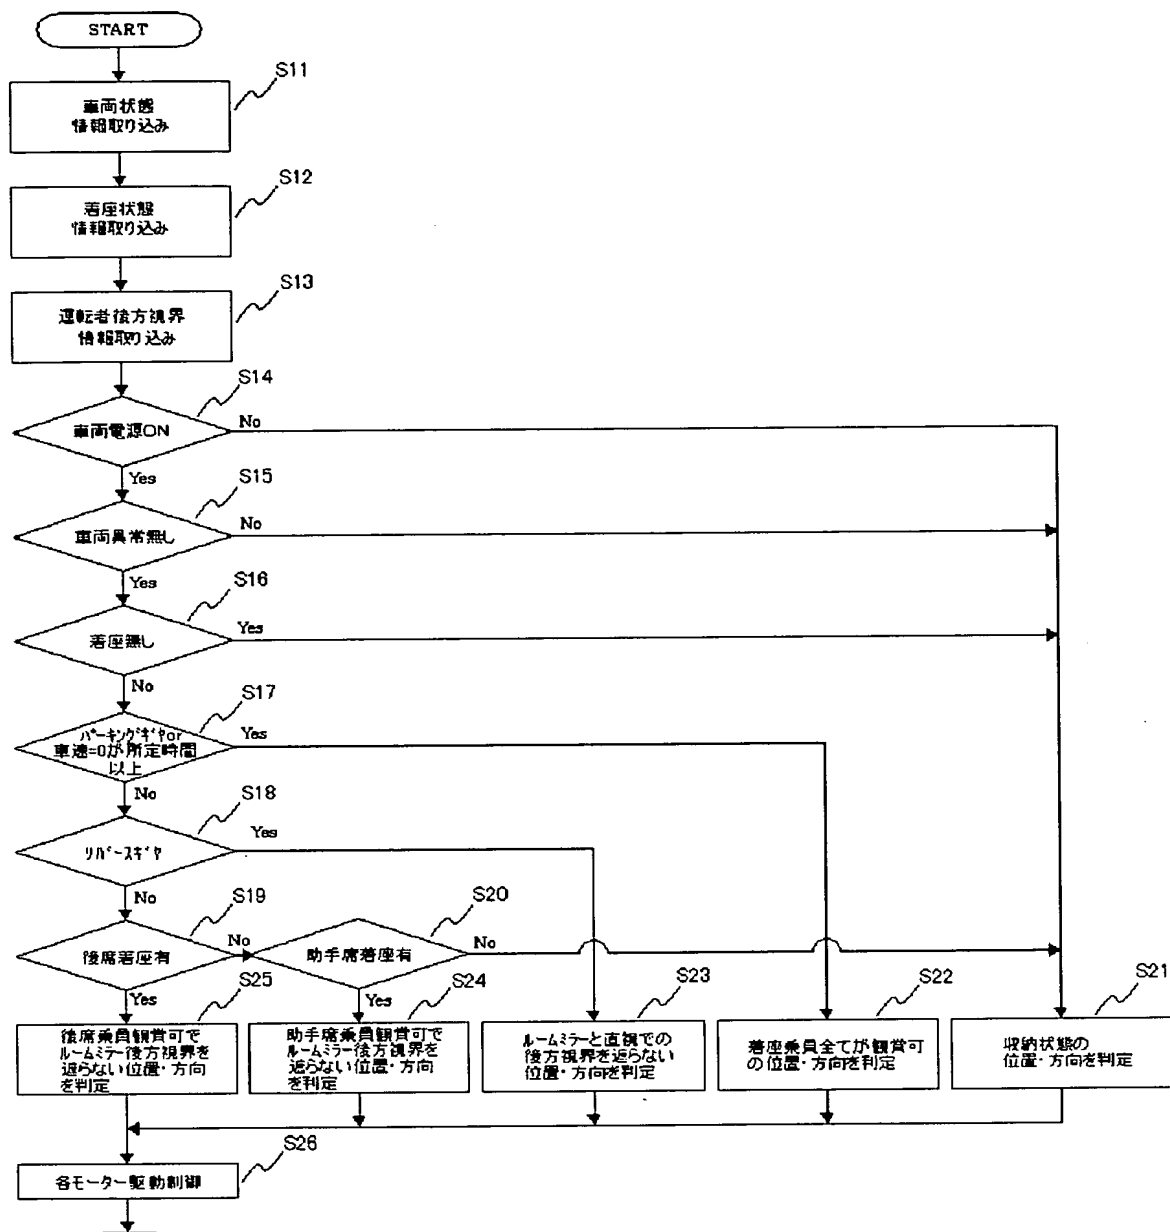 START
S11
車両状態
情報取り込み
S12
着座状態
情報取り込み
S13
運転者後方視界
情報取り込み
S14
車両電源ON
No
Yes
S15
車両異常無し
No
Yes
S16
着座無し
Yes
No
S17
パーキングギヤor
車速=0が所定時間
以上
Yes
No
S18
リバースギヤ
Yes
No
S19
後席着座有
No
Yes
S20
助手席着座有
No
Yes
S25
後席乗員観賞可で
ルームミラー後方視界を
遮らない位置・方向
を判定
S24
助手席乗員観賞可で
ルームミラー後方視界を
遮らない位置・方向
を判定
S23
ルームミラーと直視での
後方視界を遮らない
位置・方向を判定
S22
着座乗員全てが観賞可
の位置・方向を判定
S21
収納状態の
位置・方向を判定
S26
各モーター駆動制御